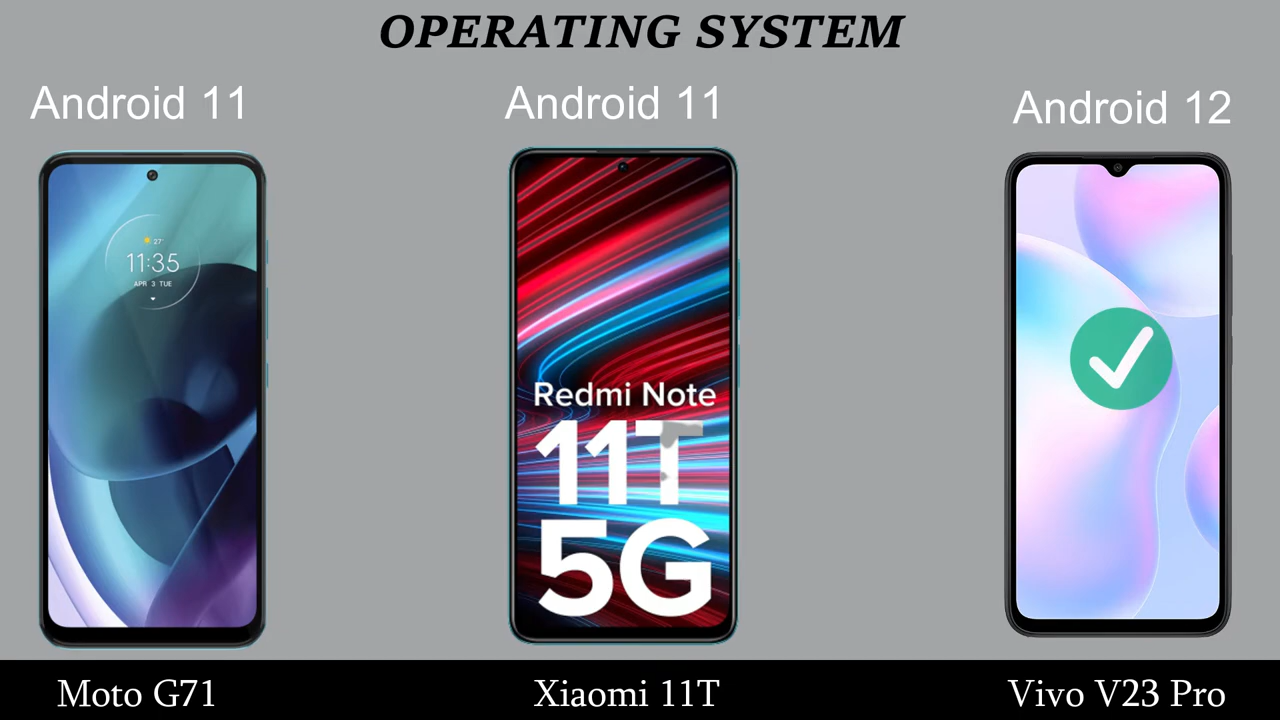 OPERATING SYSTEM
Android 11
Android 11
Android 12
27°
11:35
APR 3 TUE
Redmi Note
11T
5G
Moto G71
Xiaomi 11T
Vivo V23 Pro